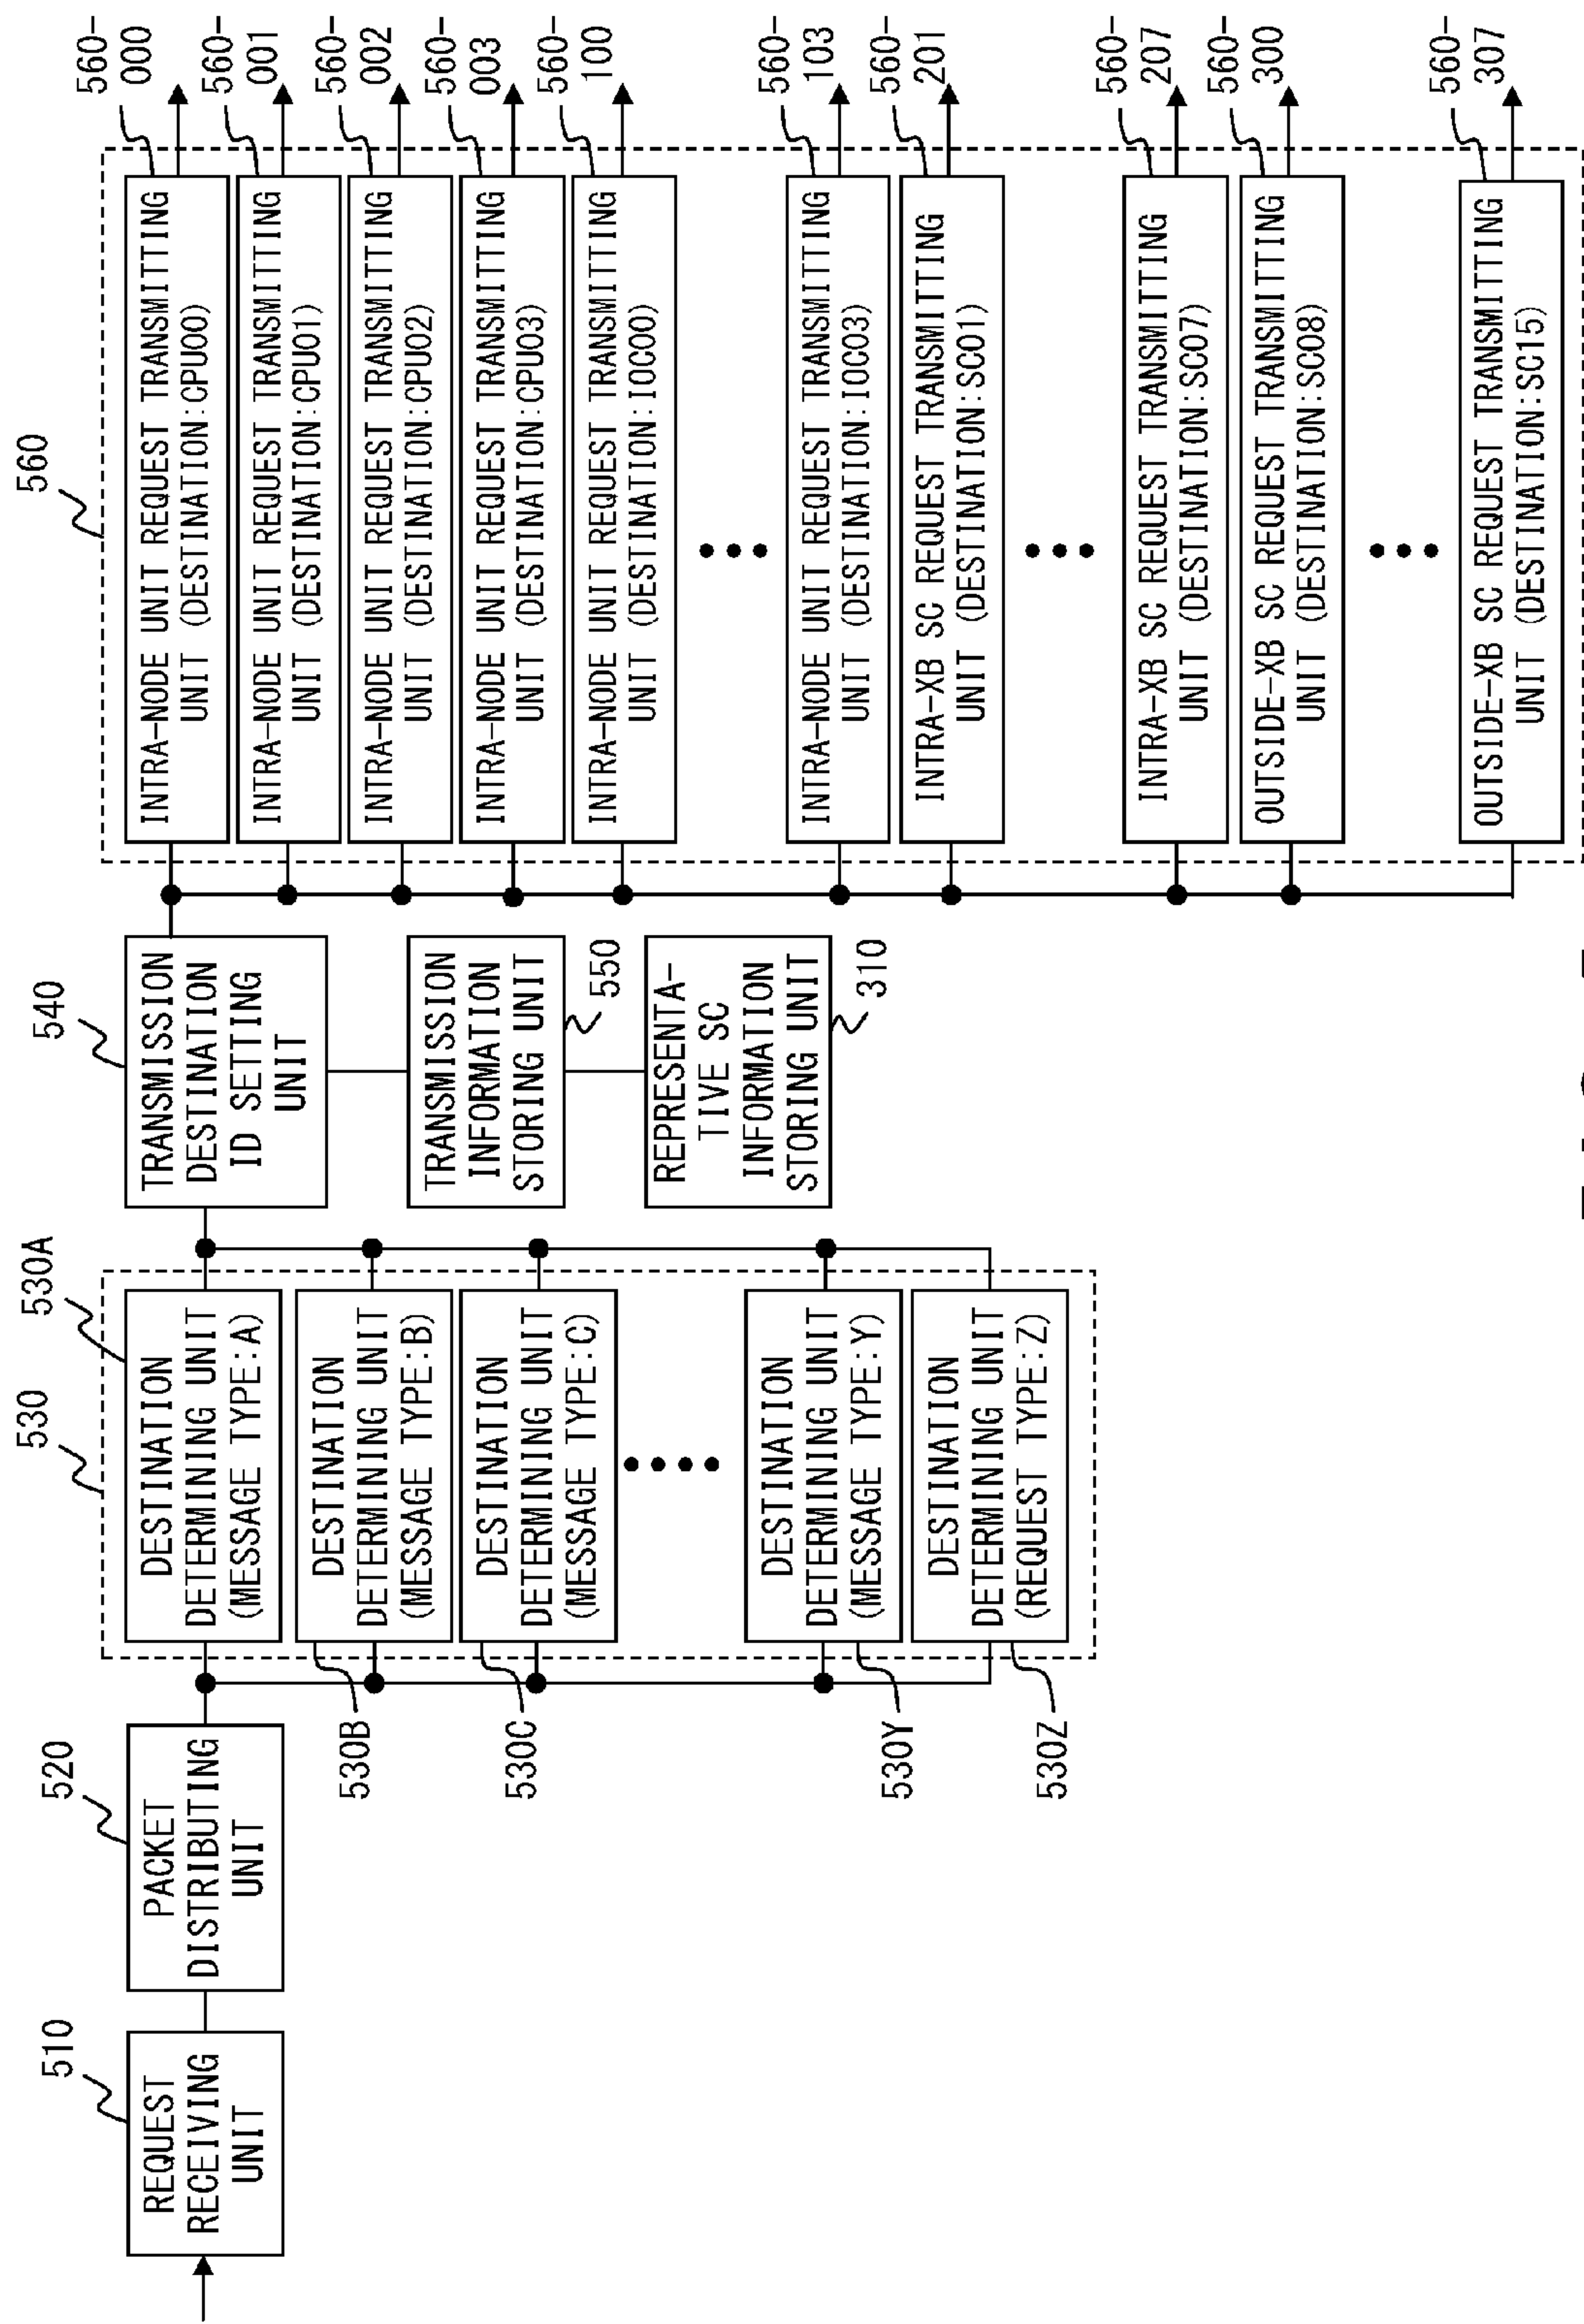 510
REQUEST
RECEIVING
UNIT
520
PACKET
DISTRIBUTING
UNIT
530
530A
DESTINATION
DETERMINING UNIT
(MESSAGE TYPE:A)
530B
DESTINATION
DETERMINING UNIT
(MESSAGE TYPE:B)
530C
DESTINATION
DETERMINING UNIT
(MESSAGE TYPE:C)
530Y
DESTINATION
DETERMINING UNIT
(MESSAGE TYPE:Y)
530Z
DESTINATION
DETERMINING UNIT
(REQUEST TYPE:Z)
540
TRANSMISSION
DESTINATION
ID SETTING
UNIT
TRANSMISSION
INFORMATION
STORING UNIT
550
REPRESENTA-
TIVE SC
INFORMATION
STORING UNIT
310
560
INTRA-NODE UNIT REQUEST TRANSMITTING
UNIT (DESTINATION:CPU00)
560-
000
INTRA-NODE UNIT REQUEST TRANSMITTING
UNIT (DESTINATION:CPU01)
560-
001
INTRA-NODE UNIT REQUEST TRANSMITTING
UNIT (DESTINATION:CPU02)
560-
002
INTRA-NODE UNIT REQUEST TRANSMITTING
UNIT (DESTINATION:CPU03)
560-
003
INTRA-NODE UNIT REQUEST TRANSMITTING
UNIT (DESTINATION:IOC00)
560-
100
INTRA-NODE UNIT REQUEST TRANSMITTING
UNIT (DESTINATION:IOC03)
560-
103
INTRA-XB SC REQUEST TRANSMITTING
UNIT (DESTINATION:SC01)
560-
201
INTRA-XB SC REQUEST TRANSMITTING
UNIT (DESTINATION:SC07)
560-
207
OUTSIDE-XB SC REQUEST TRANSMITTING
UNIT (DESTINATION:SC08)
560-
300
OUTSIDE-XB SC REQUEST TRANSMITTING
UNIT (DESTINATION:SC15)
560-
307